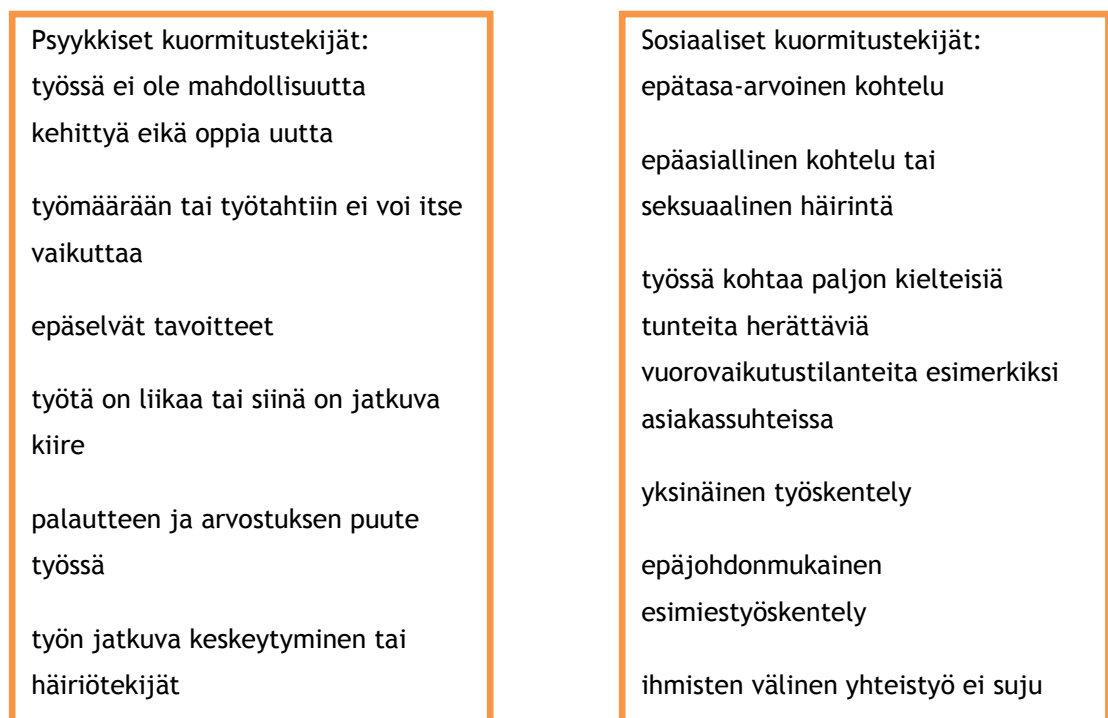 Psyykkiset kuormitustekijät:
työssä ei ole mahdollisuutta
kehittyä eikä oppia uutta
työmäärään tai työtahtiin ei voi itse
vaikuttaa
epäselvät tavoitteet
työtä on liikaa tai siinä on jatkuva
kiire
palautteen ja arvostuksen puute
työssä
työn jatkuva keskeytyminen tai
häiriötekijät
Sosiaaliset kuormitustekijät:
epätasa-arvoinen kohtelu
epäasiallinen kohtelu tai
seksuaalinen häirintä
työssä kohtaa paljon kielteisiä
tunteita herättäviä
vuorovaikutustilanteita esimerkiksi
asiakassuhteissa
yksinäinen työskentely
epäjohdonmukainen
esimiestyöskentely
ihmisten välinen yhteistyö ei suju